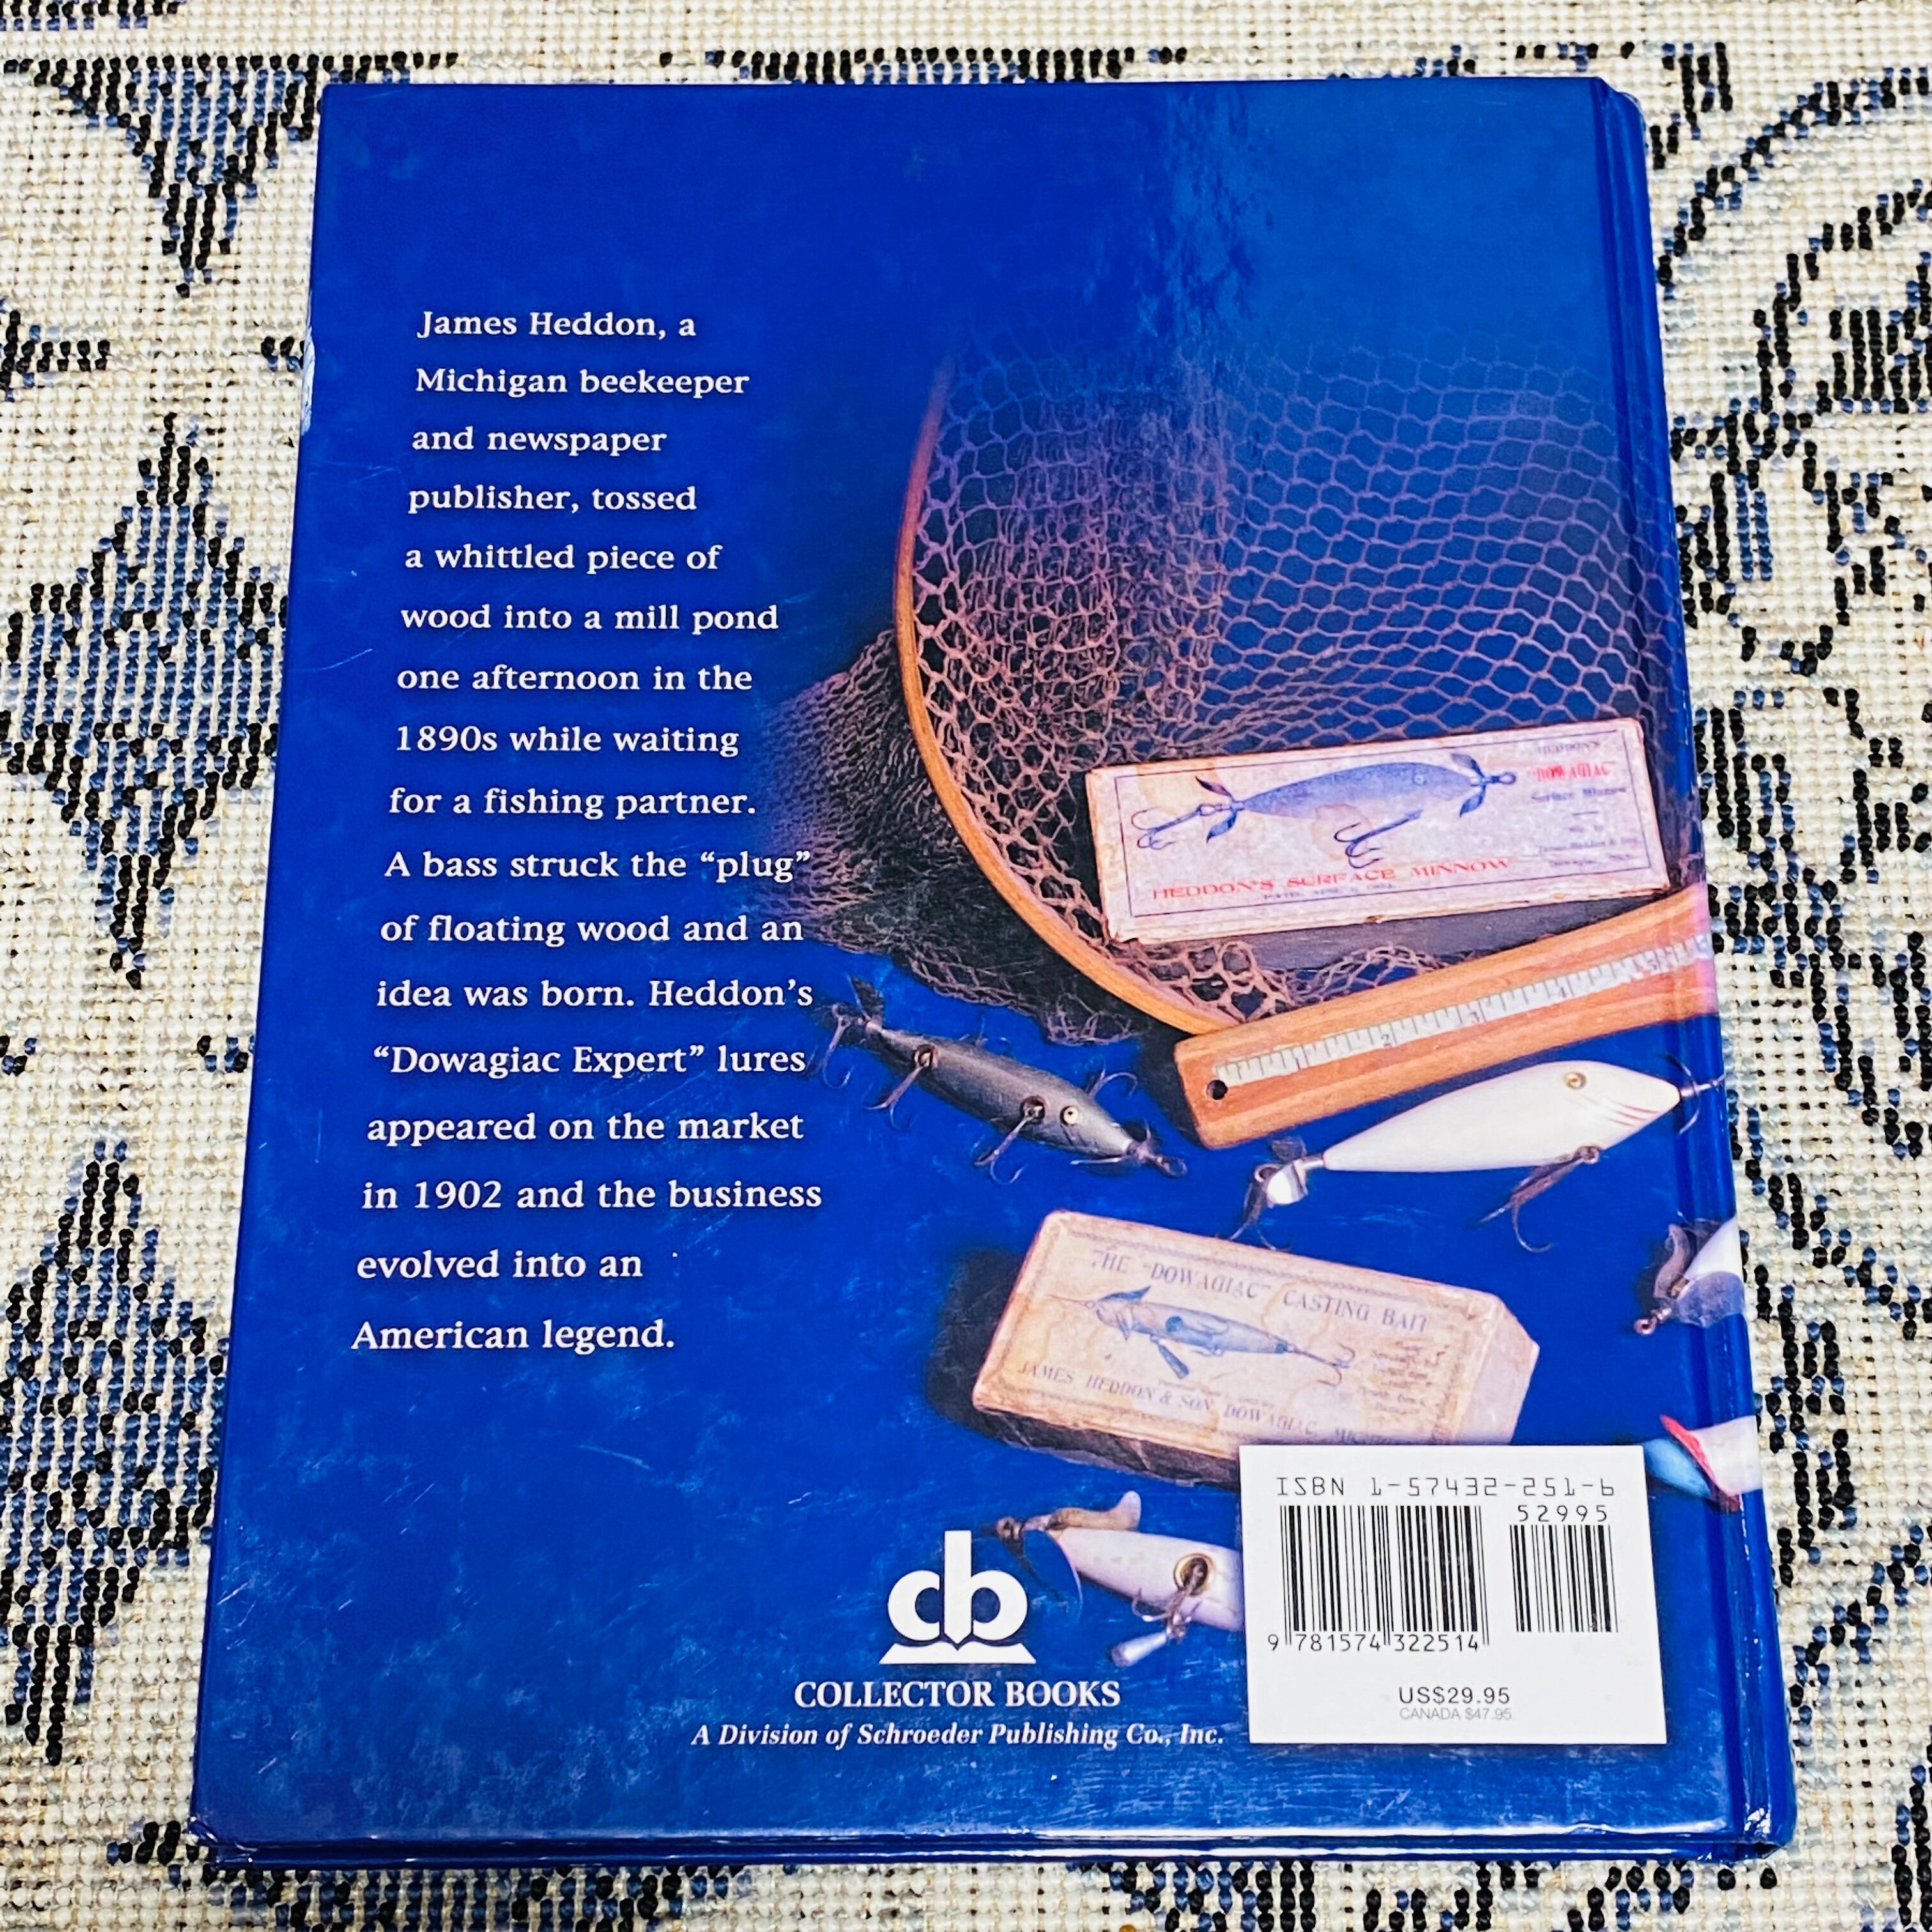 James Heddon, a
Michigan beekeeper
and newspaper
publisher, tossed
a whittled piece of
wood into a mill pond
one afternoon in the
1890s while waiting
for a fishing partner.
A bass struck the “plug”
of floating wood and an
idea was born. Heddon’s
“Dowagiac Expert” lures
appeared on the market
in 1902 and the business
evolved into an
American legend.
HEDDON'S
"DOWAGIAC"
Surface Minnow
HEDDON'S SURFACE MINNOW
THE "DOWAGIAC" CASTING BAIT
JAMES HEDDON & SON, DOWAGIAC,
ISBN 1-57432-251-6
52995
9 781574 322514
US$29.95
CANADA $47.95
cb
COLLECTOR BOOKS
A Division of Schroeder Publishing Co., Inc.